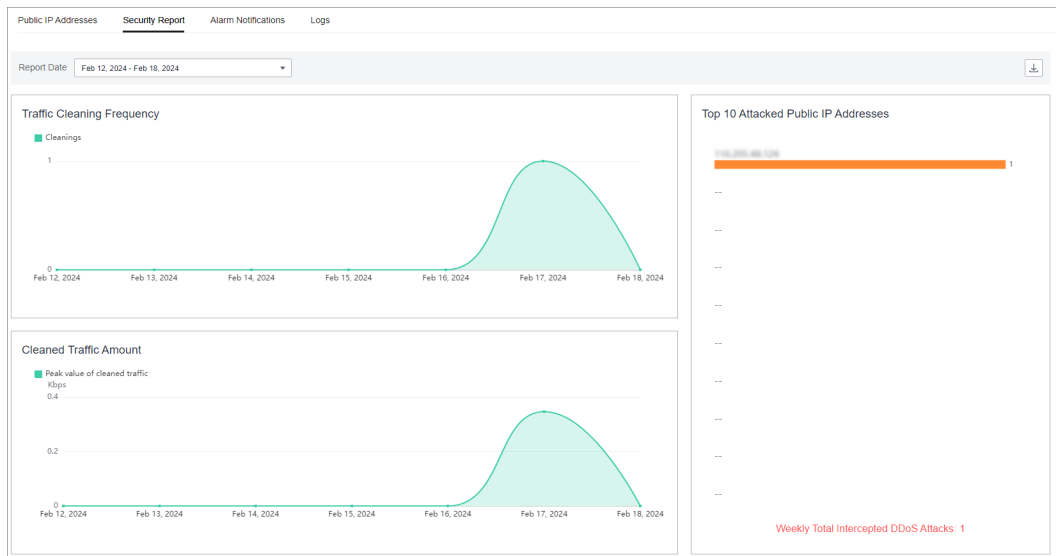 Public IP Addresses Security Report Alarm Notifications Logs
Report Date Feb 12, 2024 - Feb 18, 2024
Traffic Cleaning Frequency
Cleanings
1
0
Feb 12, 2024 Feb 13, 2024 Feb 14, 2024 Feb 15, 2024 Feb 16, 2024 Feb 17, 2024 Feb 18, 2024
Cleaned Traffic Amount
Peak value of cleaned traffic
Kbps
0.4
0.2
0
Feb 12, 2024 Feb 13, 2024 Feb 14, 2024 Feb 15, 2024 Feb 16, 2024 Feb 17, 2024 Feb 18, 2024
Top 10 Attacked Public IP Addresses
1
--
--
--
--
--
--
--
--
--
Weekly Total Intercepted DDoS Attacks: 1